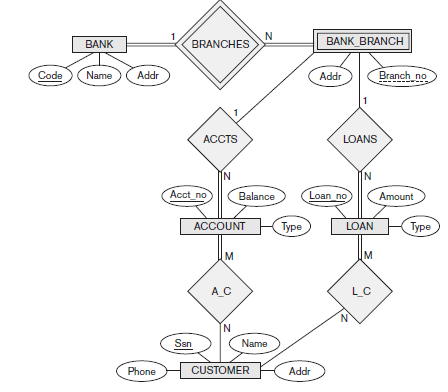 BANK
1
BRANCHES
N
BANK_BRANCH
Code
Name
Addr
Addr
Branch_no
1
1
ACCTS
LOANS
N
N
Acct_no
Balance
Loan_no
Amount
ACCOUNT
Type
LOAN
Type
M
M
A_C
L_C
N
N
Ssn
Name
Phone
CUSTOMER
Addr